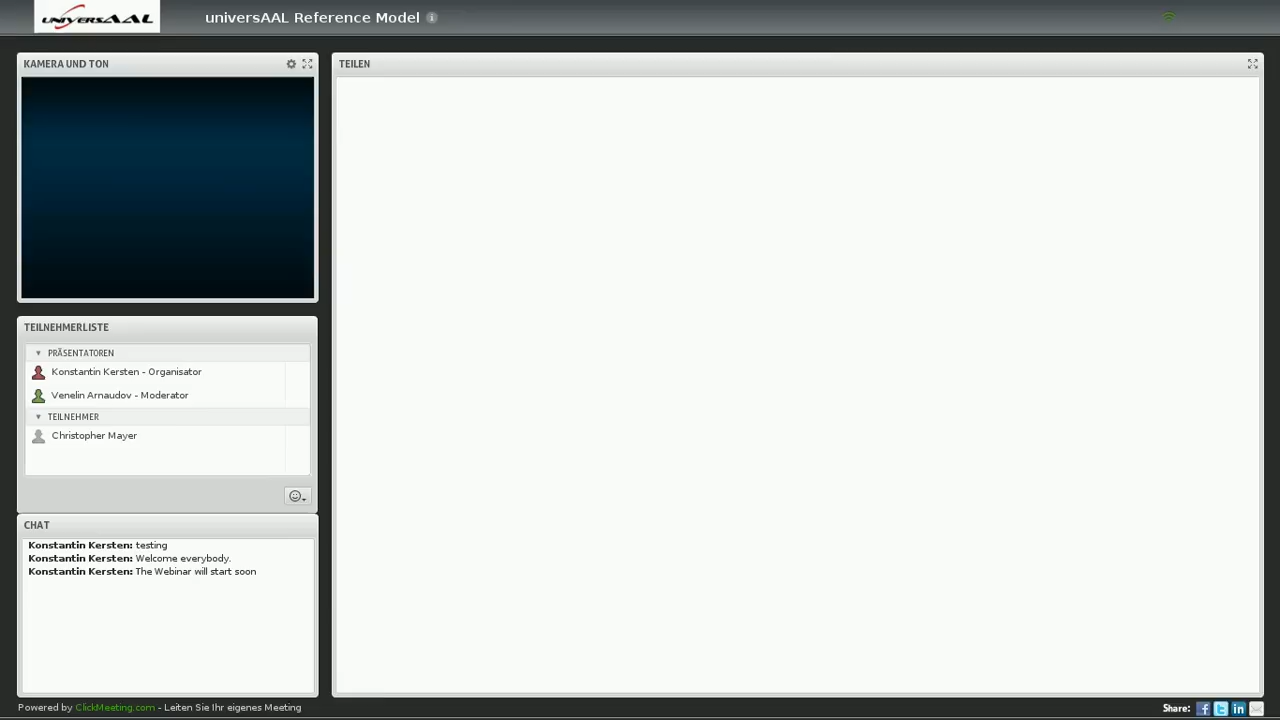 universAAL
universAAL Reference Model
KAMERA UND TON
TEILEN
TEILNEHMERLISTE
PRÄSENTATOREN
Konstantin Kersten - Organisator
Venelin Arnaudov - Moderator
TEILNEHMER
Christopher Mayer
CHAT
Konstantin Kersten: testing
Konstantin Kersten: Welcome everybody.
Konstantin Kersten: The Webinar will start soon
Powered by ClickMeeting.com - Leiten Sie Ihr eigenes Meeting
Share: